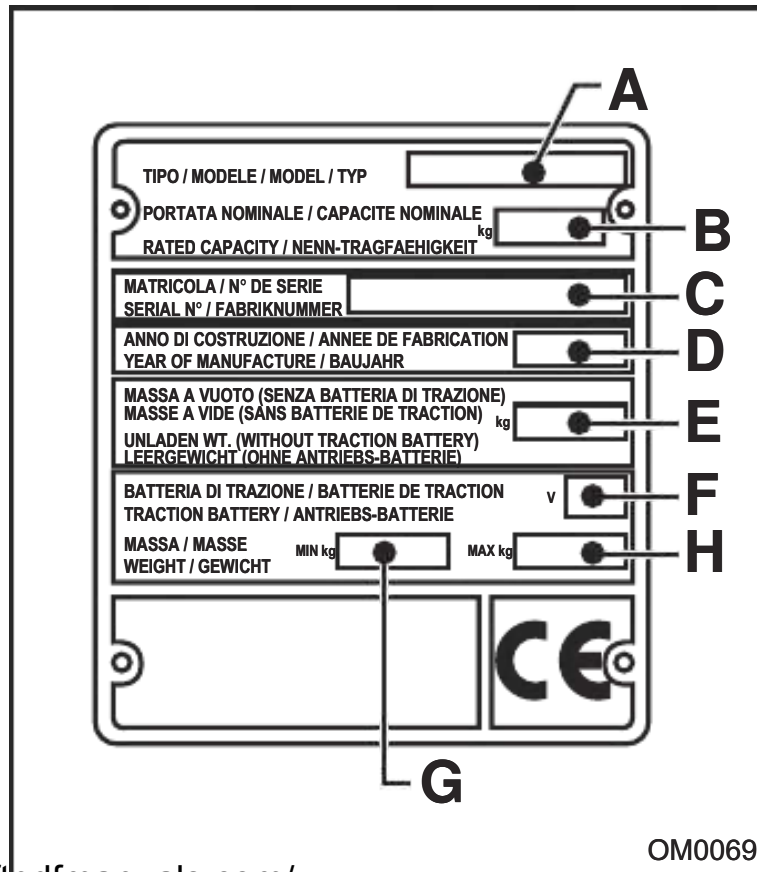 A
TIPO / MODELE / MODEL / TYP
PORTATA NOMINALE / CAPACITE NOMINALE
kg
B
RATED CAPACITY / NENN-TRAGFAEHIGKEIT
MATRICOLA / N° DE SERIE
C
SERIAL N° / FABRIKNUMMER
ANNO DI COSTRUZIONE / ANNEE DE FABRICATION
D
YEAR OF MANUFACTURE / BAUJAHR
MASSA A VUOTO (SENZA BATTERIA DI TRAZIONE)
MASSE A VIDE (SANS BATTERIE DE TRACTION)
kg
E
UNLADEN WT. (WITHOUT TRACTION BATTERY)
LEERGEWICHT (OHNE ANTRIEBS-BATTERIE)
BATTERIA DI TRAZIONE / BATTERIE DE TRACTION
V
F
TRACTION BATTERY / ANTRIEBS-BATTERIE
MASSA / MASSE
MIN kg
MAX kg
H
WEIGHT / GEWICHT
CE
G
OM0069